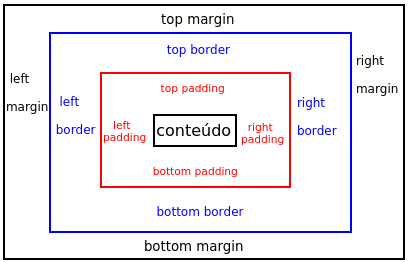 top margin
top border
left
margin
left
border
top padding
left
padding
conteúdo
right
padding
bottom padding
right
border
right
margin
bottom border
bottom margin